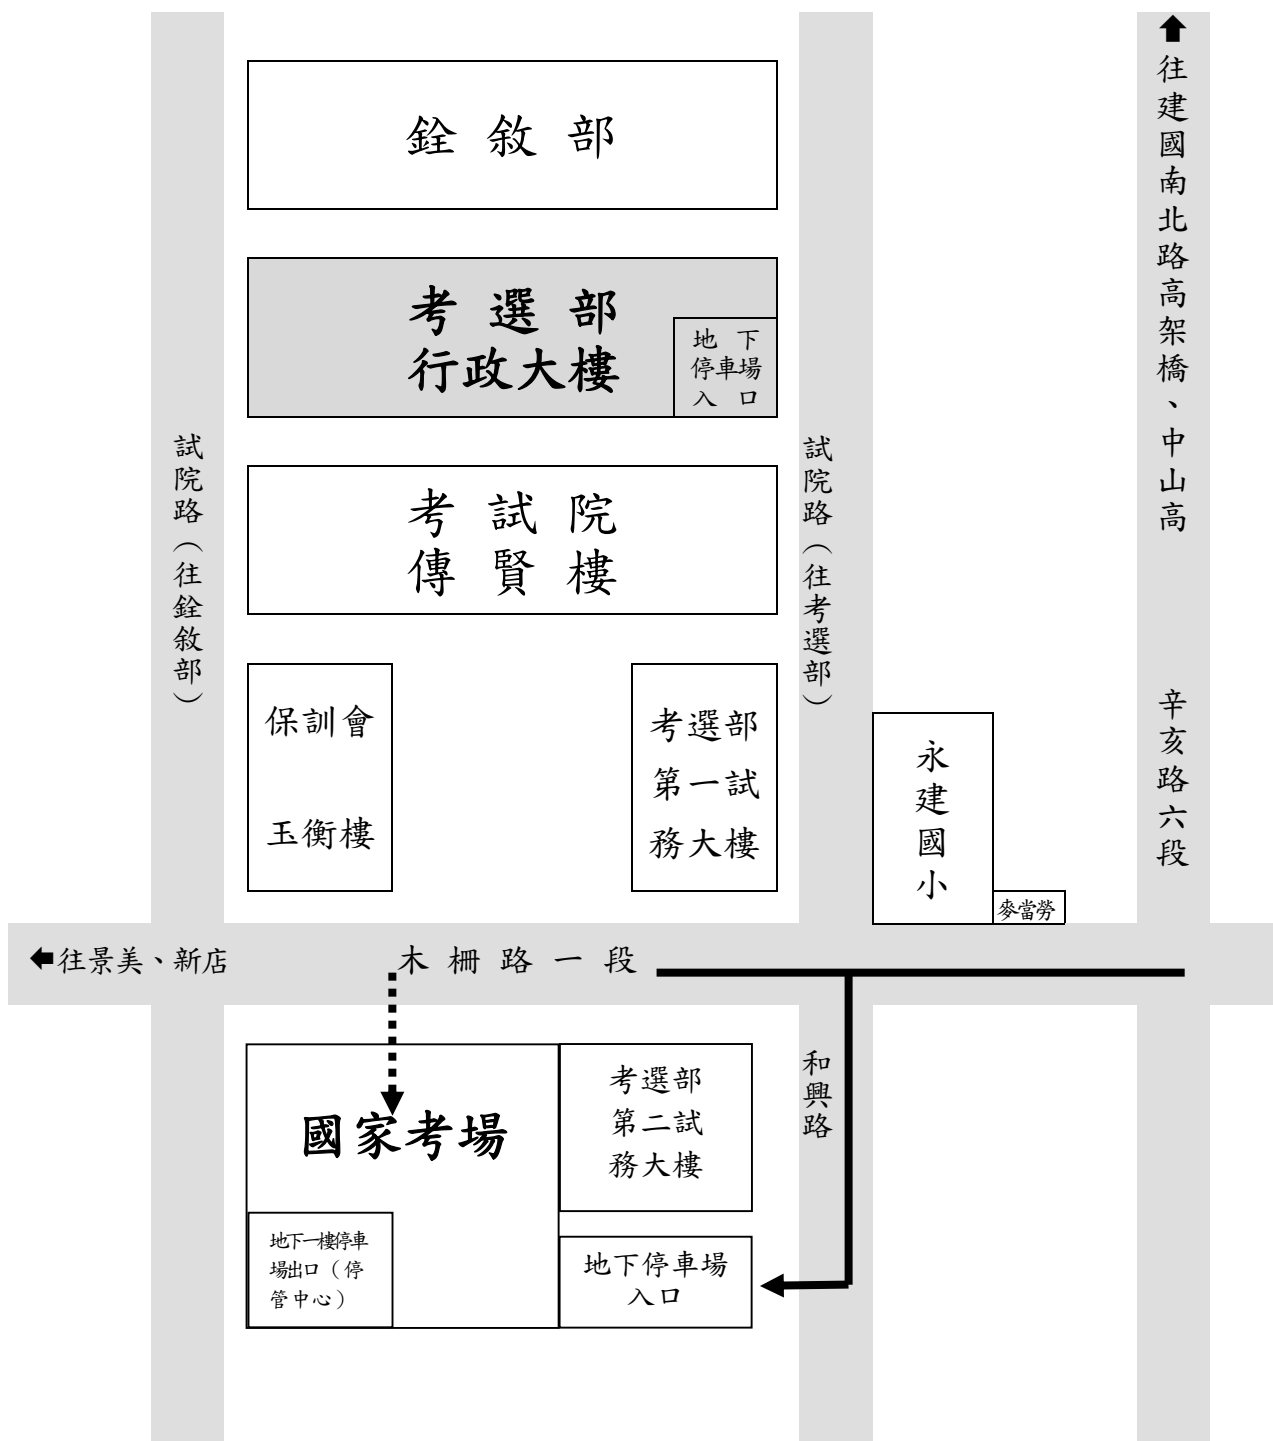 銓敘部
考選部
行政大樓
地下
停車場
入口
考試院
傳賢樓
保訓會
玉衡樓
考選部
第一試
務大樓
試院路（往銓敘部）
試院路（往考選部）
永建國小
麥當勞
往建國南北路高架橋、中山高
辛亥路六段
往景美、新店
木柵路一段
國家考場
地下一樓停車
場出口（停
管中心）
考選部
第二試
務大樓
地下停車場
入口
和興路